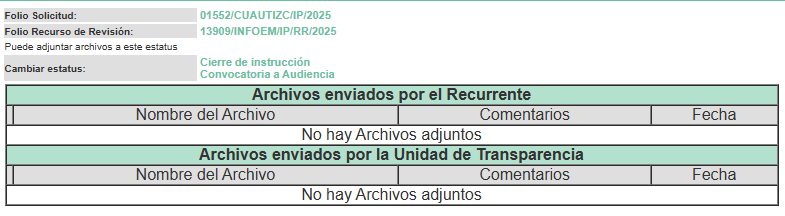 Folio Solicitud: 01552/CUAUTIZC/IP/2025
Folio Recurso de Revisión: 13909/INFOEM/IP/RR/2025
Puede adjuntar archivos a este estatus
Cambiar estatus: Cierre de instrucción
Convocatoria a Audiencia
Archivos enviados por el Recurrente
Nombre del Archivo Comentarios Fecha
No hay Archivos adjuntos
Archivos enviados por la Unidad de Transparencia
Nombre del Archivo Comentarios Fecha
No hay Archivos adjuntos